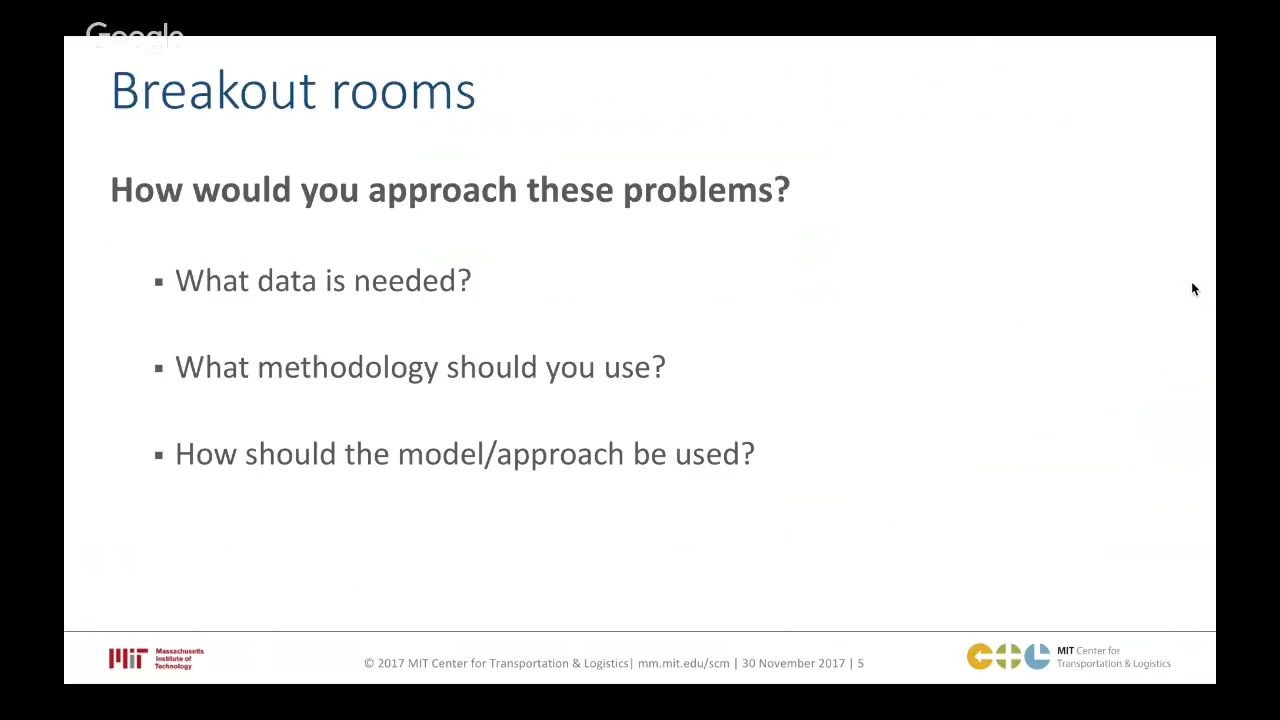 Google
Breakout rooms
How would you approach these problems?
▪ What data is needed?
▪ What methodology should you use?
▪ How should the model/approach be used?
MIT Massachusetts
Institute of
Technology
© 2017 MIT Center for Transportation & Logistics| mm.mit.edu/scm | 30 November 2017 | 5
CTL MIT Center for
Transportation & Logistics